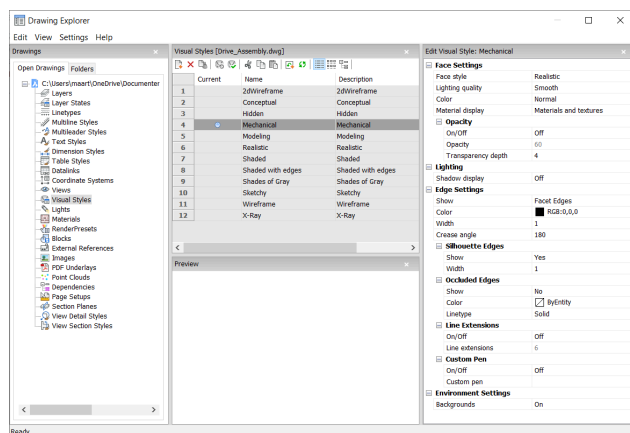 Drawing Explorer
Edit View Settings Help
Drawings
Open Drawings Folders
C:\Users\maart\OneDrive\Documenter
Layers
Layer States
Linetypes
Multiline Styles
Multileader Styles
Text Styles
Dimension Styles
Table Styles
Datalinks
Coordinate Systems
Views
Visual Styles
Lights
Materials
RenderPresets
Blocks
External References
Images
PDF Underlays
Point Clouds
Dependencies
Page Setups
Section Planes
View Detail Styles
View Section Styles
Visual Styles [Drive_Assembly.dwg]
Current Name Description
1 2dWireframe 2dWireframe
2 Conceptual Conceptual
3 Hidden Hidden
4 Mechanical Mechanical
5 Modeling Modeling
6 Realistic Realistic
7 Shaded Shaded
8 Shaded with edges Shaded with edges
9 Shades of Gray Shades of Gray
10 Sketchy Sketchy
11 Wireframe Wireframe
12 X-Ray X-Ray
Preview
Edit Visual Style: Mechanical
Face Settings
Face style Realistic
Lighting quality Smooth
Color Normal
Material display Materials and textures
Opacity
On/Off Off
Opacity 60
Transparency depth 4
Lighting
Shadow display Off
Edge Settings
Show Facet Edges
Color RGB:0,0,0
Width 1
Crease angle 180
Silhouette Edges
Show Yes
Width 1
Occluded Edges
Show No
Color ByEntity
Linetype Solid
Line Extensions
On/Off Off
Line extensions 6
Custom Pen
On/Off Off
Custom pen
Environment Settings
Backgrounds On
Ready